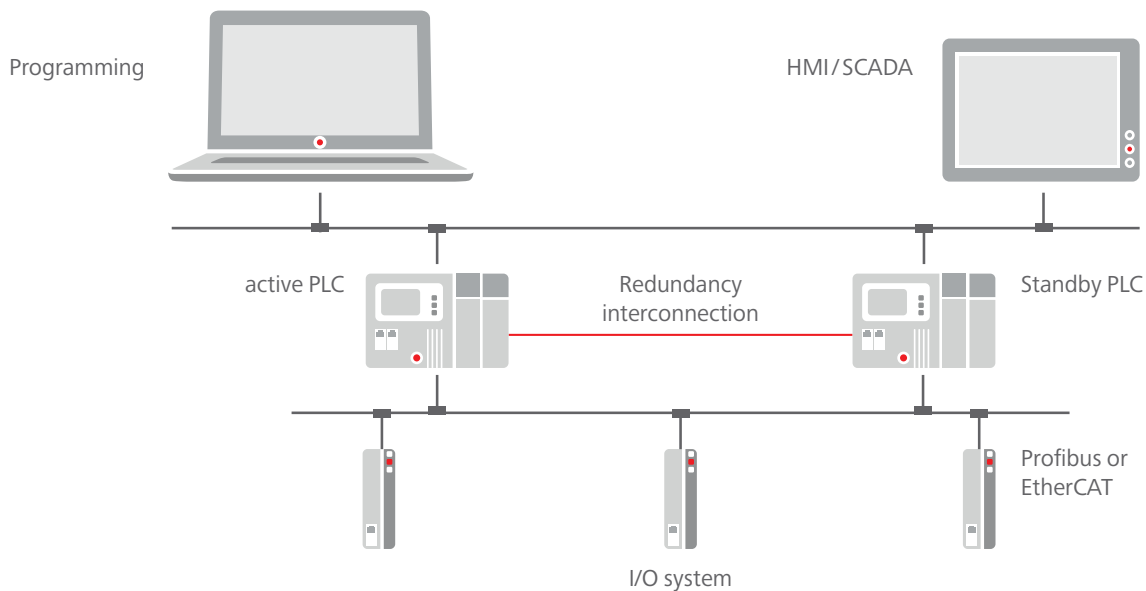 Programming
HMI/SCADA
active PLC
Redundancy
interconnection
Standby PLC
Profibus or
EtherCAT
I/O system